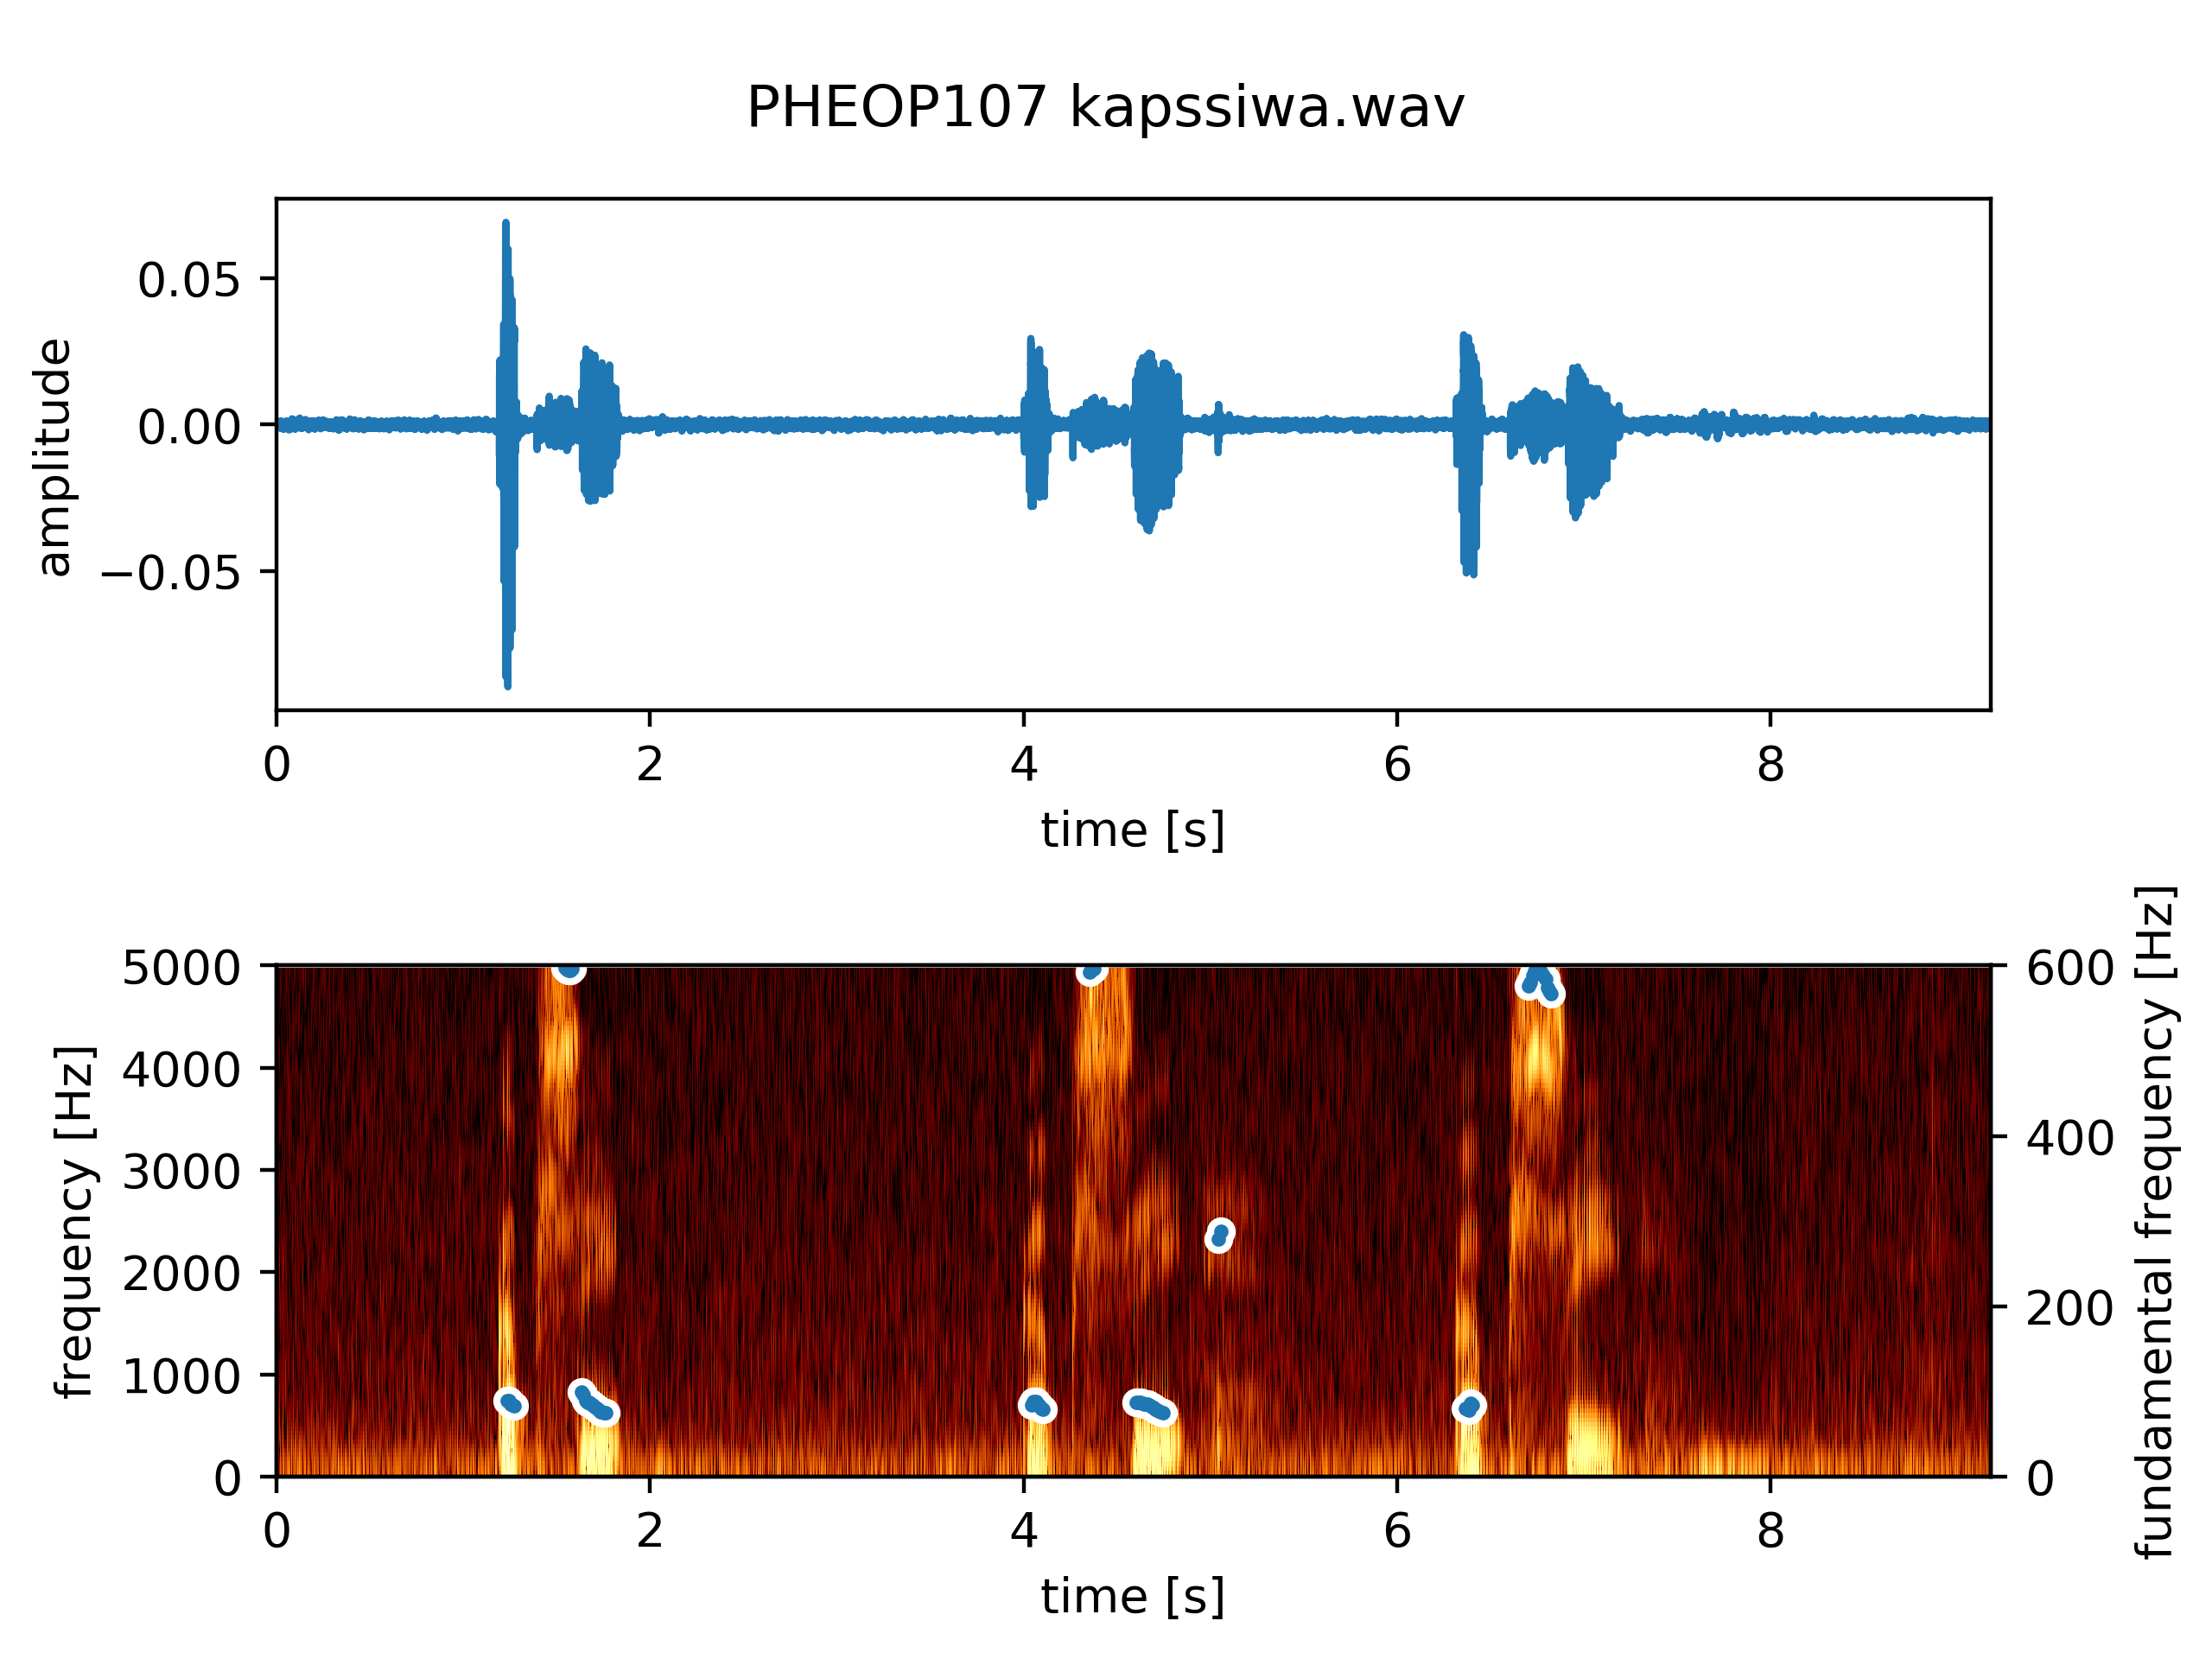 PHEOP107 kapssiwa.wav
0.05
0.00
−0.05
amplitude
0 2 4 6 8
time [s]
5000
4000
3000
2000
1000
0
frequency [Hz]
600
400
200
0
fundamental frequency [Hz]
0 2 4 6 8
time [s]